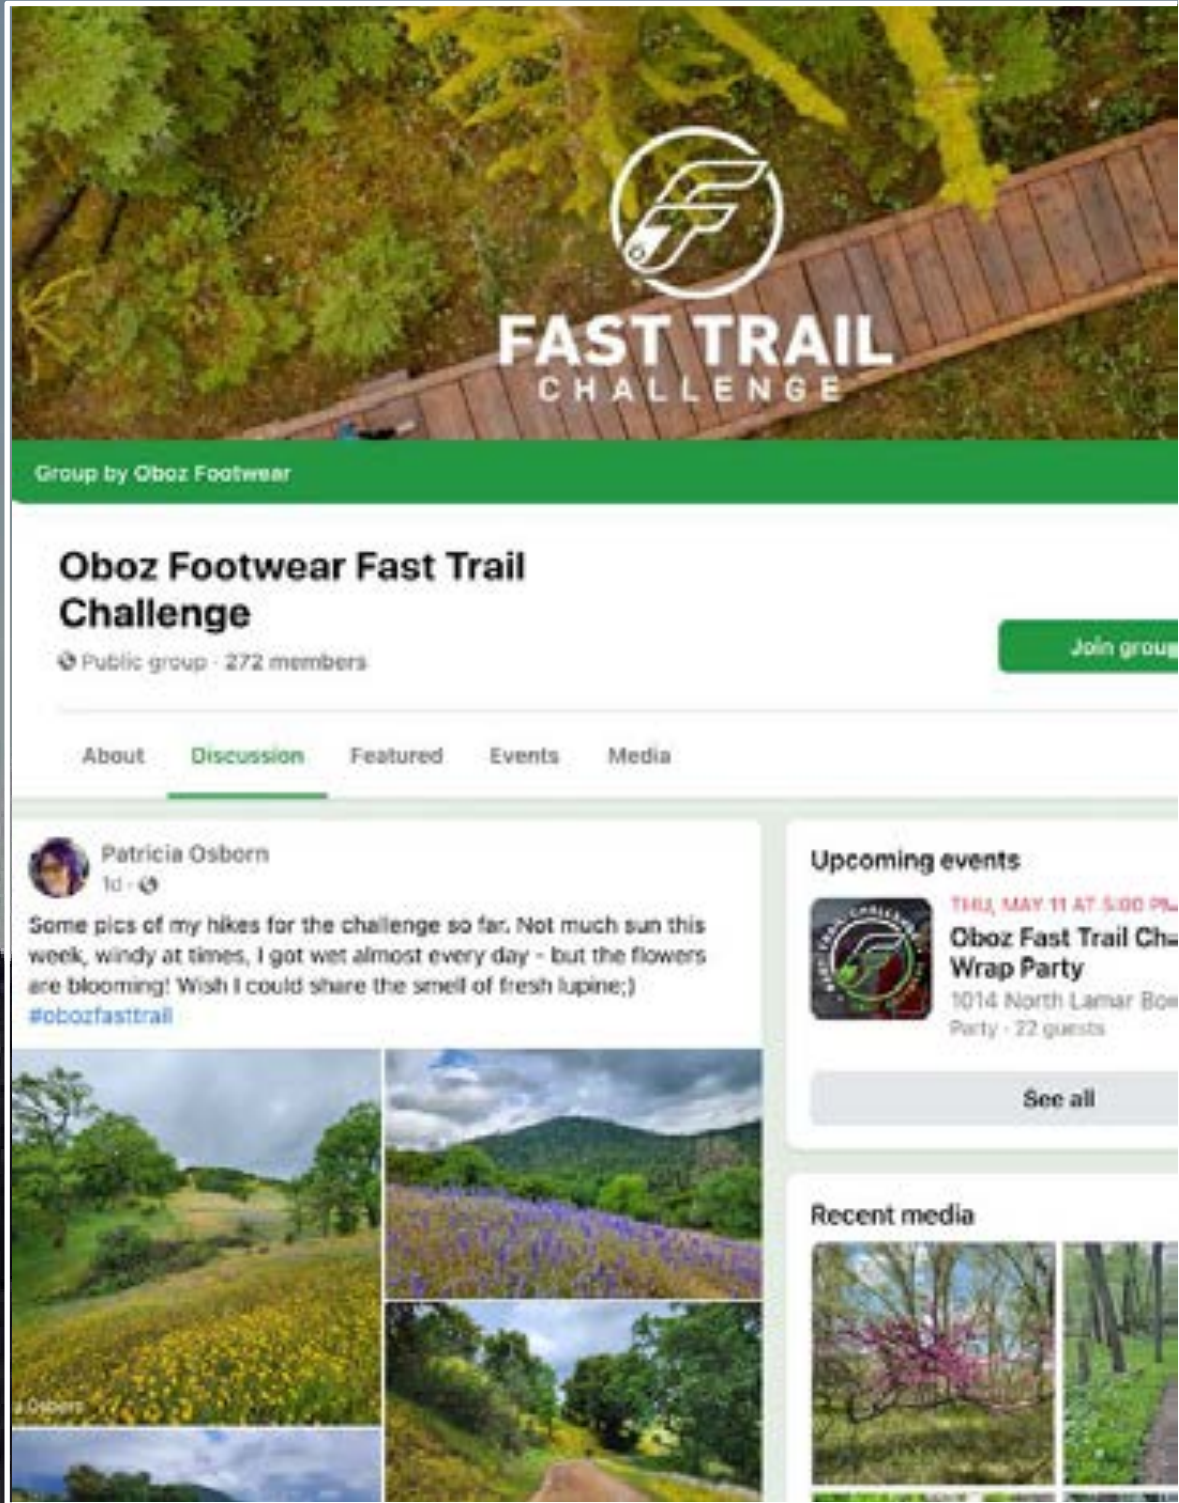 FAST TRAIL
CHALLENGE
Group by Oboz Footwear
Oboz Footwear Fast Trail
Challenge
Public group · 272 members
Join group
About Discussion Featured Events Media
Patricia Osborn
1d ·
Some pics of my hikes for the challenge so far. Not much sun this
week, windy at times, I got wet almost every day - but the flowers
are blooming! Wish I could share the smell of fresh lupine;)
#obozfasttrail
Osborn
Upcoming events
THU, MAY 11 AT 5:00 PM
Oboz Fast Trail Cha
Wrap Party
1014 North Lamar Bow
Party · 22 guests
See all
Recent media